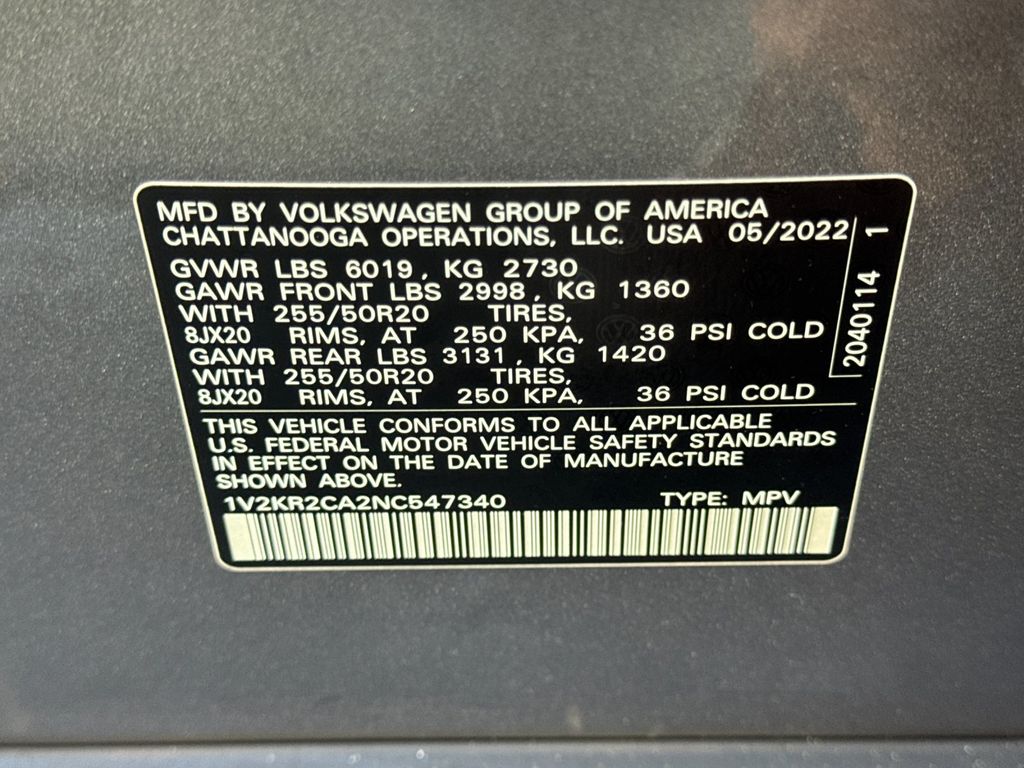 MFD BY VOLKSWAGEN GROUP OF AMERICA
CHATTANOOGA OPERATIONS, LLC. USA 05/2022
GVWR LBS 6019, KG 2730
GAWR FRONT LBS 2998, KG 1360
WITH 255/50R20 TIRES,
8JX20 RIMS, AT 250 KPA, 36 PSI COLD
GAWR REAR LBS 3131, KG 1420
WITH 255/50R20 TIRES,
8JX20 RIMS, AT 250 KPA, 36 PSI COLD
2040114 1
THIS VEHICLE CONFORMS TO ALL APPLICABLE
U.S. FEDERAL MOTOR VEHICLE SAFETY STANDARDS
IN EFFECT ON THE DATE OF MANUFACTURE
SHOWN ABOVE.
1V2KR2CA2NC547340 TYPE: MPV